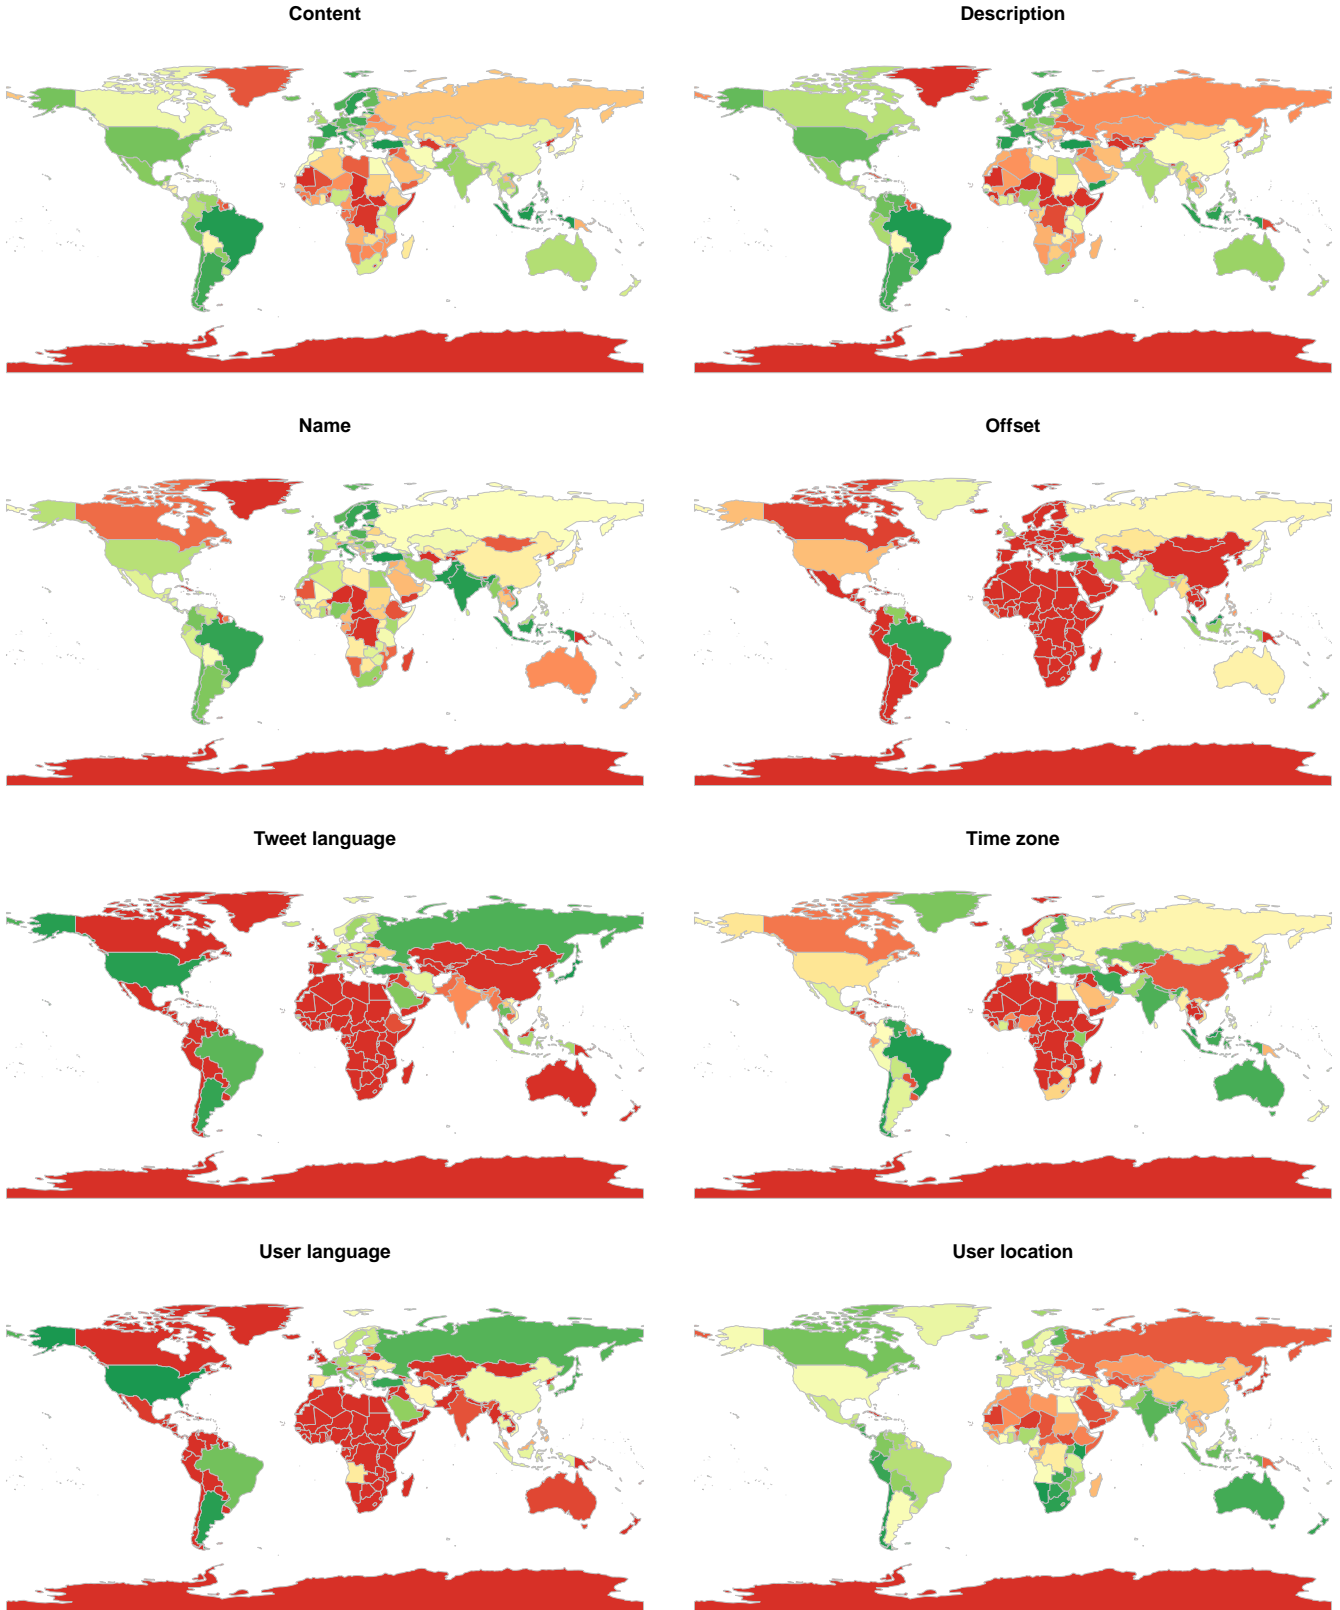 Content
Description
Name
Offset
Tweet language
Time zone
User language
User location